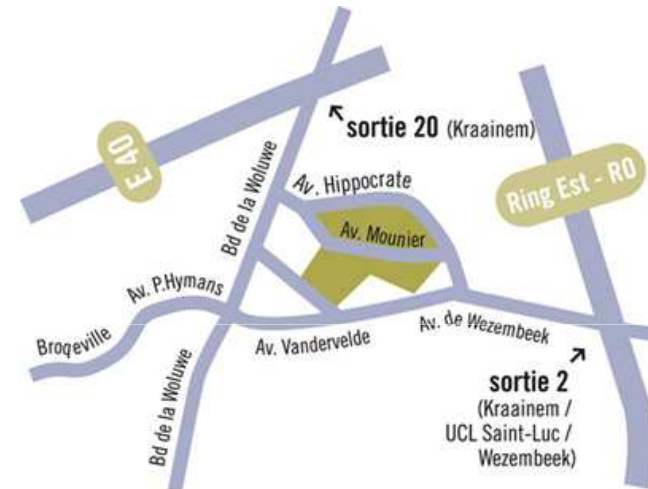 E 40
sortie 20 (Kraainem)
Bd de la Woluwe
Av. Hippocrate
Ring Est - R0
Av. Mounier
Av. P.Hymans
Broqeville
Av. Vandervelde
Av. de Wezembeek
Bd de la Woluwe
sortie 2
(Kraainem /
UCL Saint-Luc /
Wezembeek)